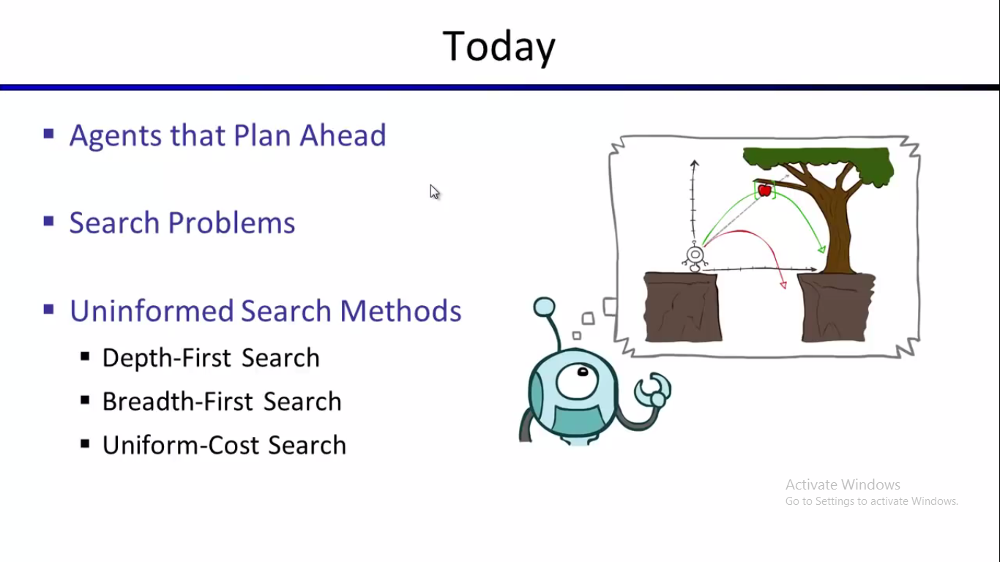 Today
▪ Agents that Plan Ahead
▪ Search Problems
▪ Uninformed Search Methods
▪ Depth-First Search
▪ Breadth-First Search
▪ Uniform-Cost Search
Activate Windows
Go to Settings to activate Windows.